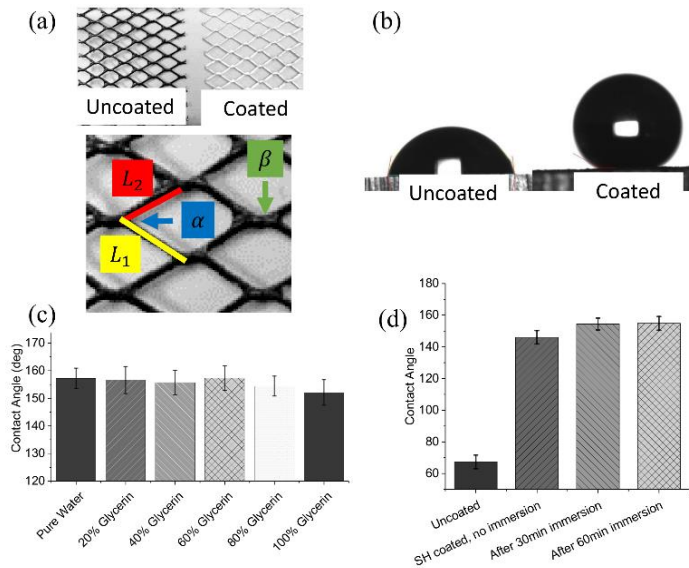 (a)
Uncoated
Coated
L₂
β
α
L₁
(b)
Uncoated
Coated
(c)
Contact Angle (deg)
170
160
150
140
130
120
Pure Water
20% Glycerin
40% Glycerin
60% Glycerin
80% Glycerin
100% Glycerin
(d)
Contact Angle
180
160
140
120
100
80
60
Uncoated
SH coated, no immersion
After 30min immersion
After 60min immersion